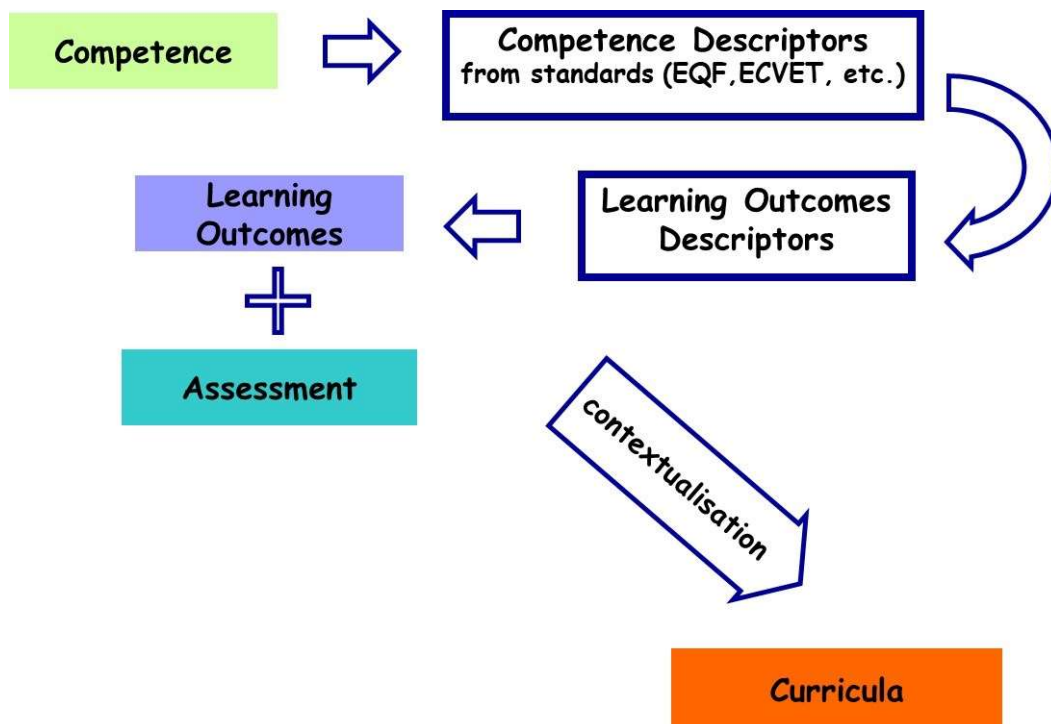 Competence
Competence Descriptors
from standards (EQF,ECVET, etc.)
Learning
Outcomes
Learning Outcomes
Descriptors
Assessment
contextualisation
Curricula